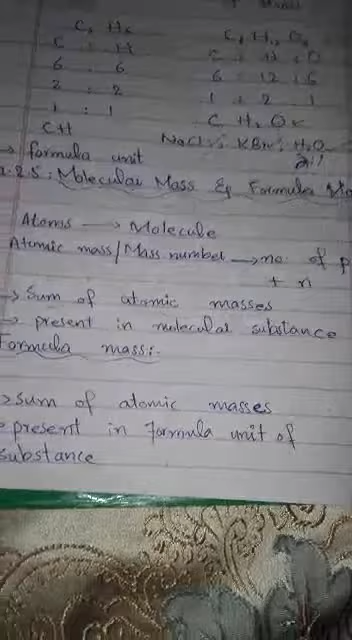 C6 H6 C6 H12 O6
C : H C : H : O
6 : 6 6 : 12 : 6
2 : 2 1 : 2 1
1 : 1 C H2 O
CH NaCl KBr H2O
→ formula unit 2:1
2.5: Molecular Mass & Formula
Atoms → Molecule
Atomic mass/Mass number → no of p
+ n
→ Sum of atomic masses
→ present in molecular substance
Formula mass:
→ sum of atomic masses
present in formula unit of
substance